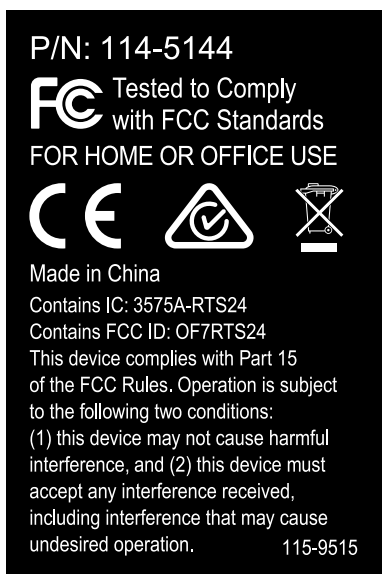 P/N: 114-5144
FC Tested to Comply
with FCC Standards
FOR HOME OR OFFICE USE
CE
Made in China
Contains IC: 3575A-RTS24
Contains FCC ID: OF7RTS24
This device complies with Part 15
of the FCC Rules. Operation is subject
to the following two conditions:
(1) this device may not cause harmful
interference, and (2) this device must
accept any interference received,
including interference that may cause
undesired operation. 115-9515